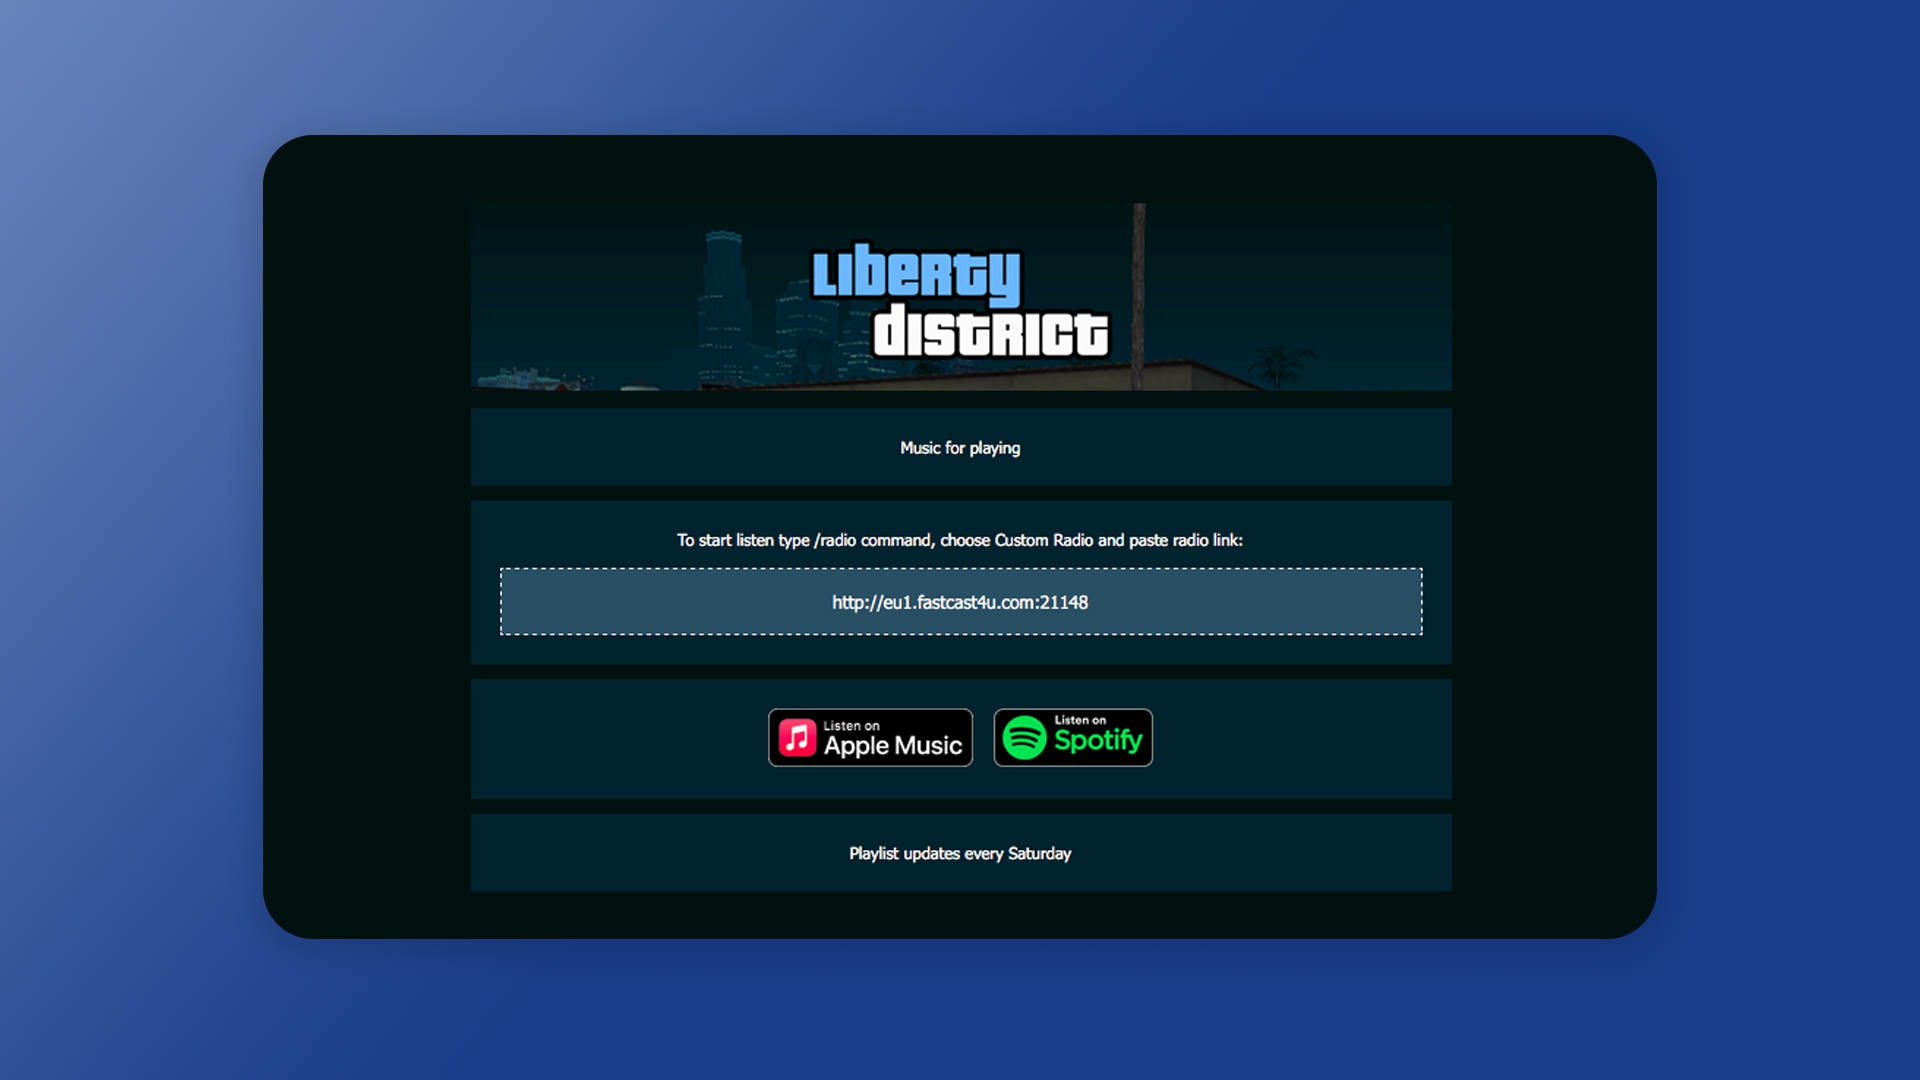 Liberty
District
Music for playing
To start listen type /radio command, choose Custom Radio and paste radio link:
http://eu1.fastcast4u.com:21148
Listen on
Apple Music
Listen on
Spotify
Playlist updates every Saturday